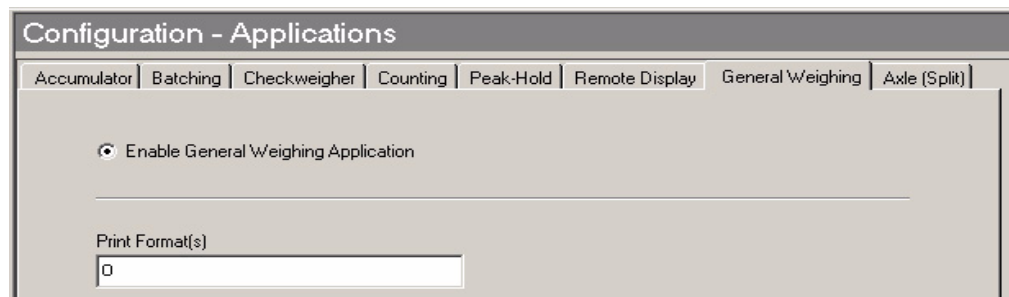 Configuration - Applications
Accumulator Batching Checkweigher Counting Peak-Hold Remote Display General Weighing Axle (Split)
Enable General Weighing Application
Print Format(s)
0